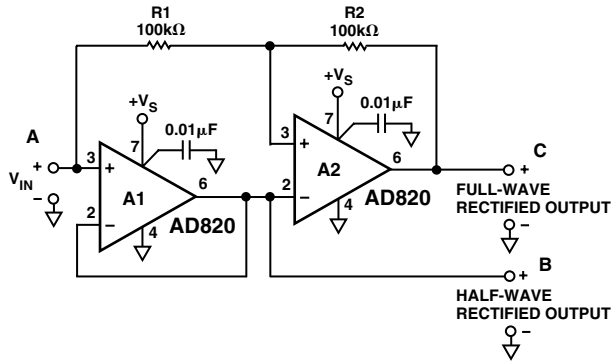 R1
100kΩ
R2
100kΩ
+VS
0.01µF
+VS
0.01µF
A
+
VIN
–
3
+
2
–
7
A1
6
4
AD820
3
+
2
–
7
A2
6
4
AD820
C
+
FULL-WAVE
RECTIFIED OUTPUT
–
B
+
HALF-WAVE
RECTIFIED OUTPUT
–